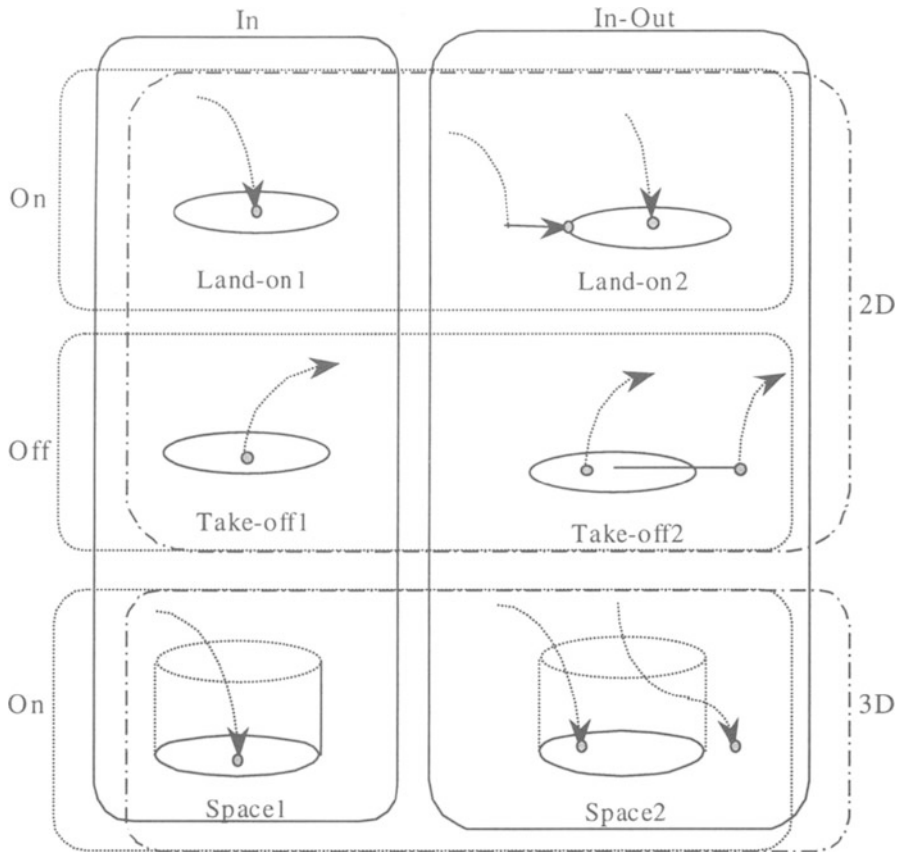 In
In-Out
On
Land-on1
Land-on2
2D
Off
Take-off1
Take-off2
On
3D
Space1
Space2